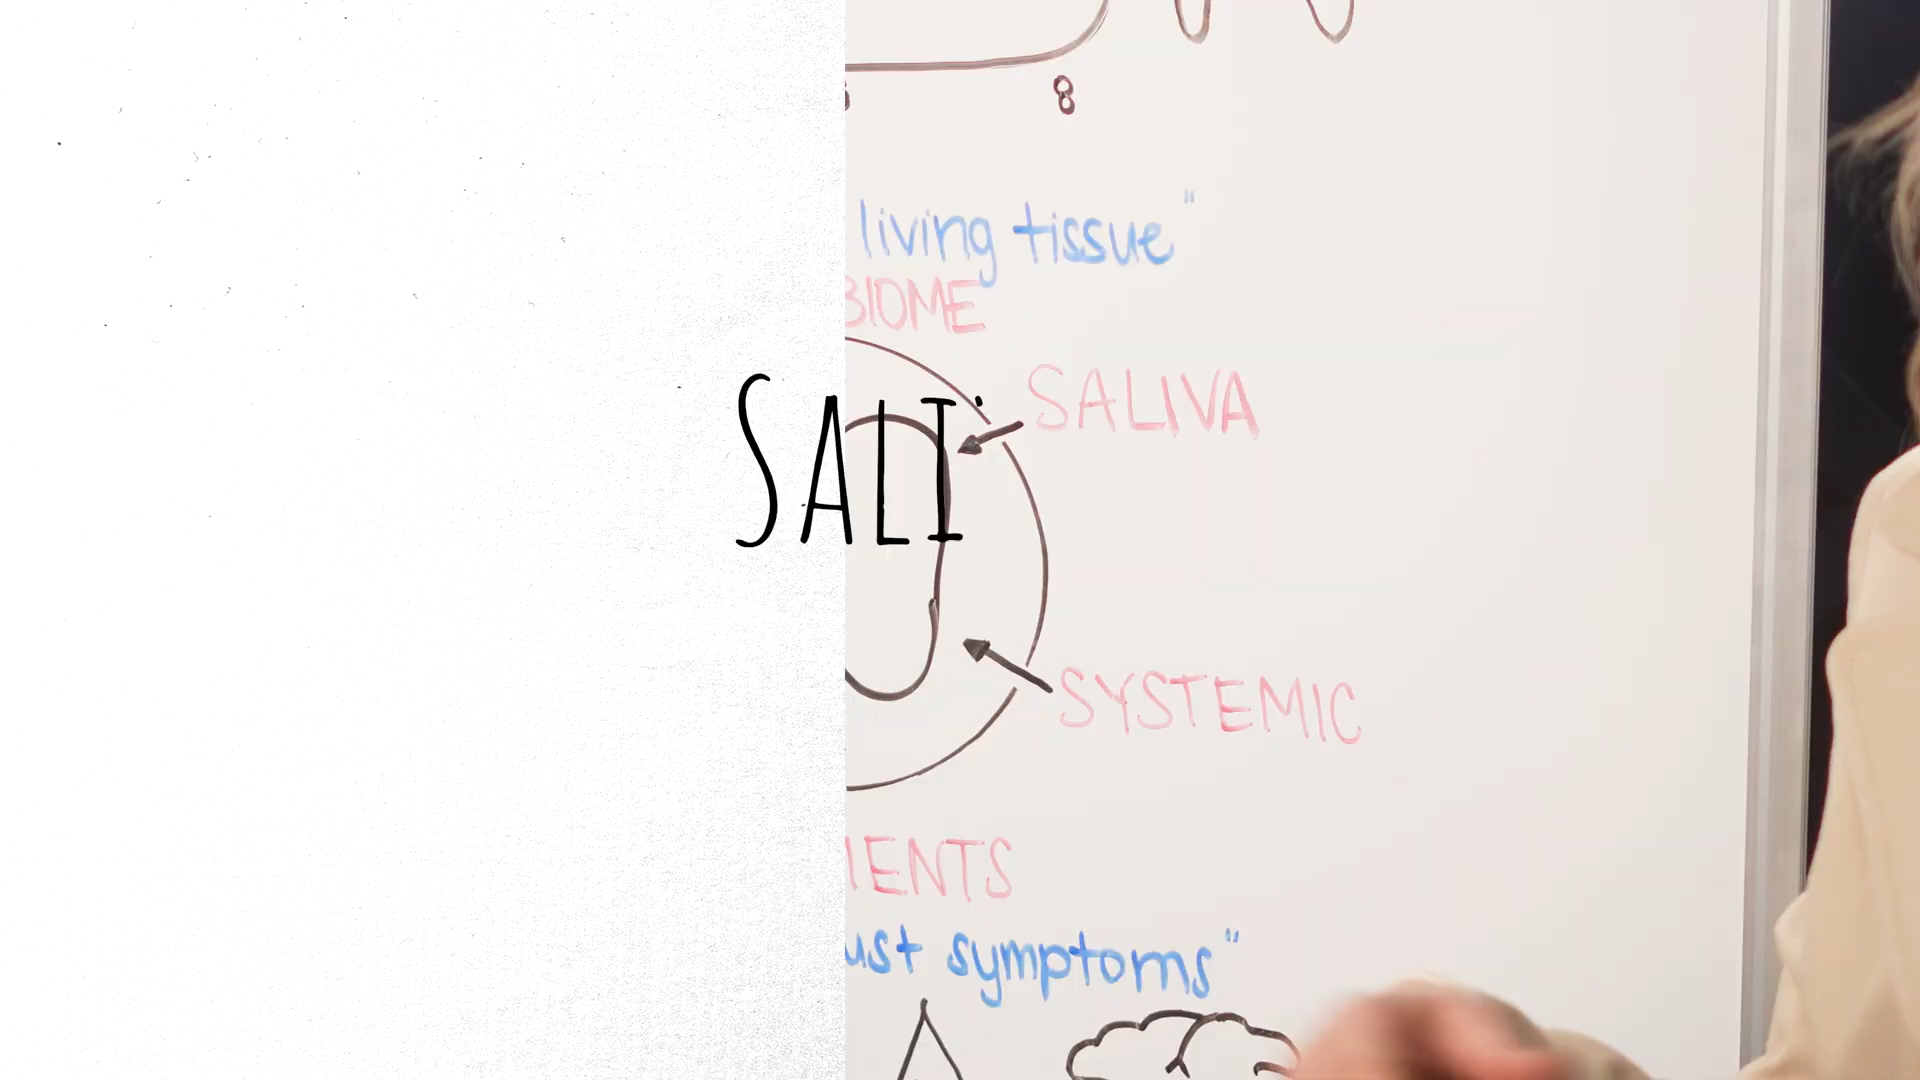 8
living tissue"
BIOME
SALIVA
SALI
SYSTEMIC
IENTS
ust symptoms"